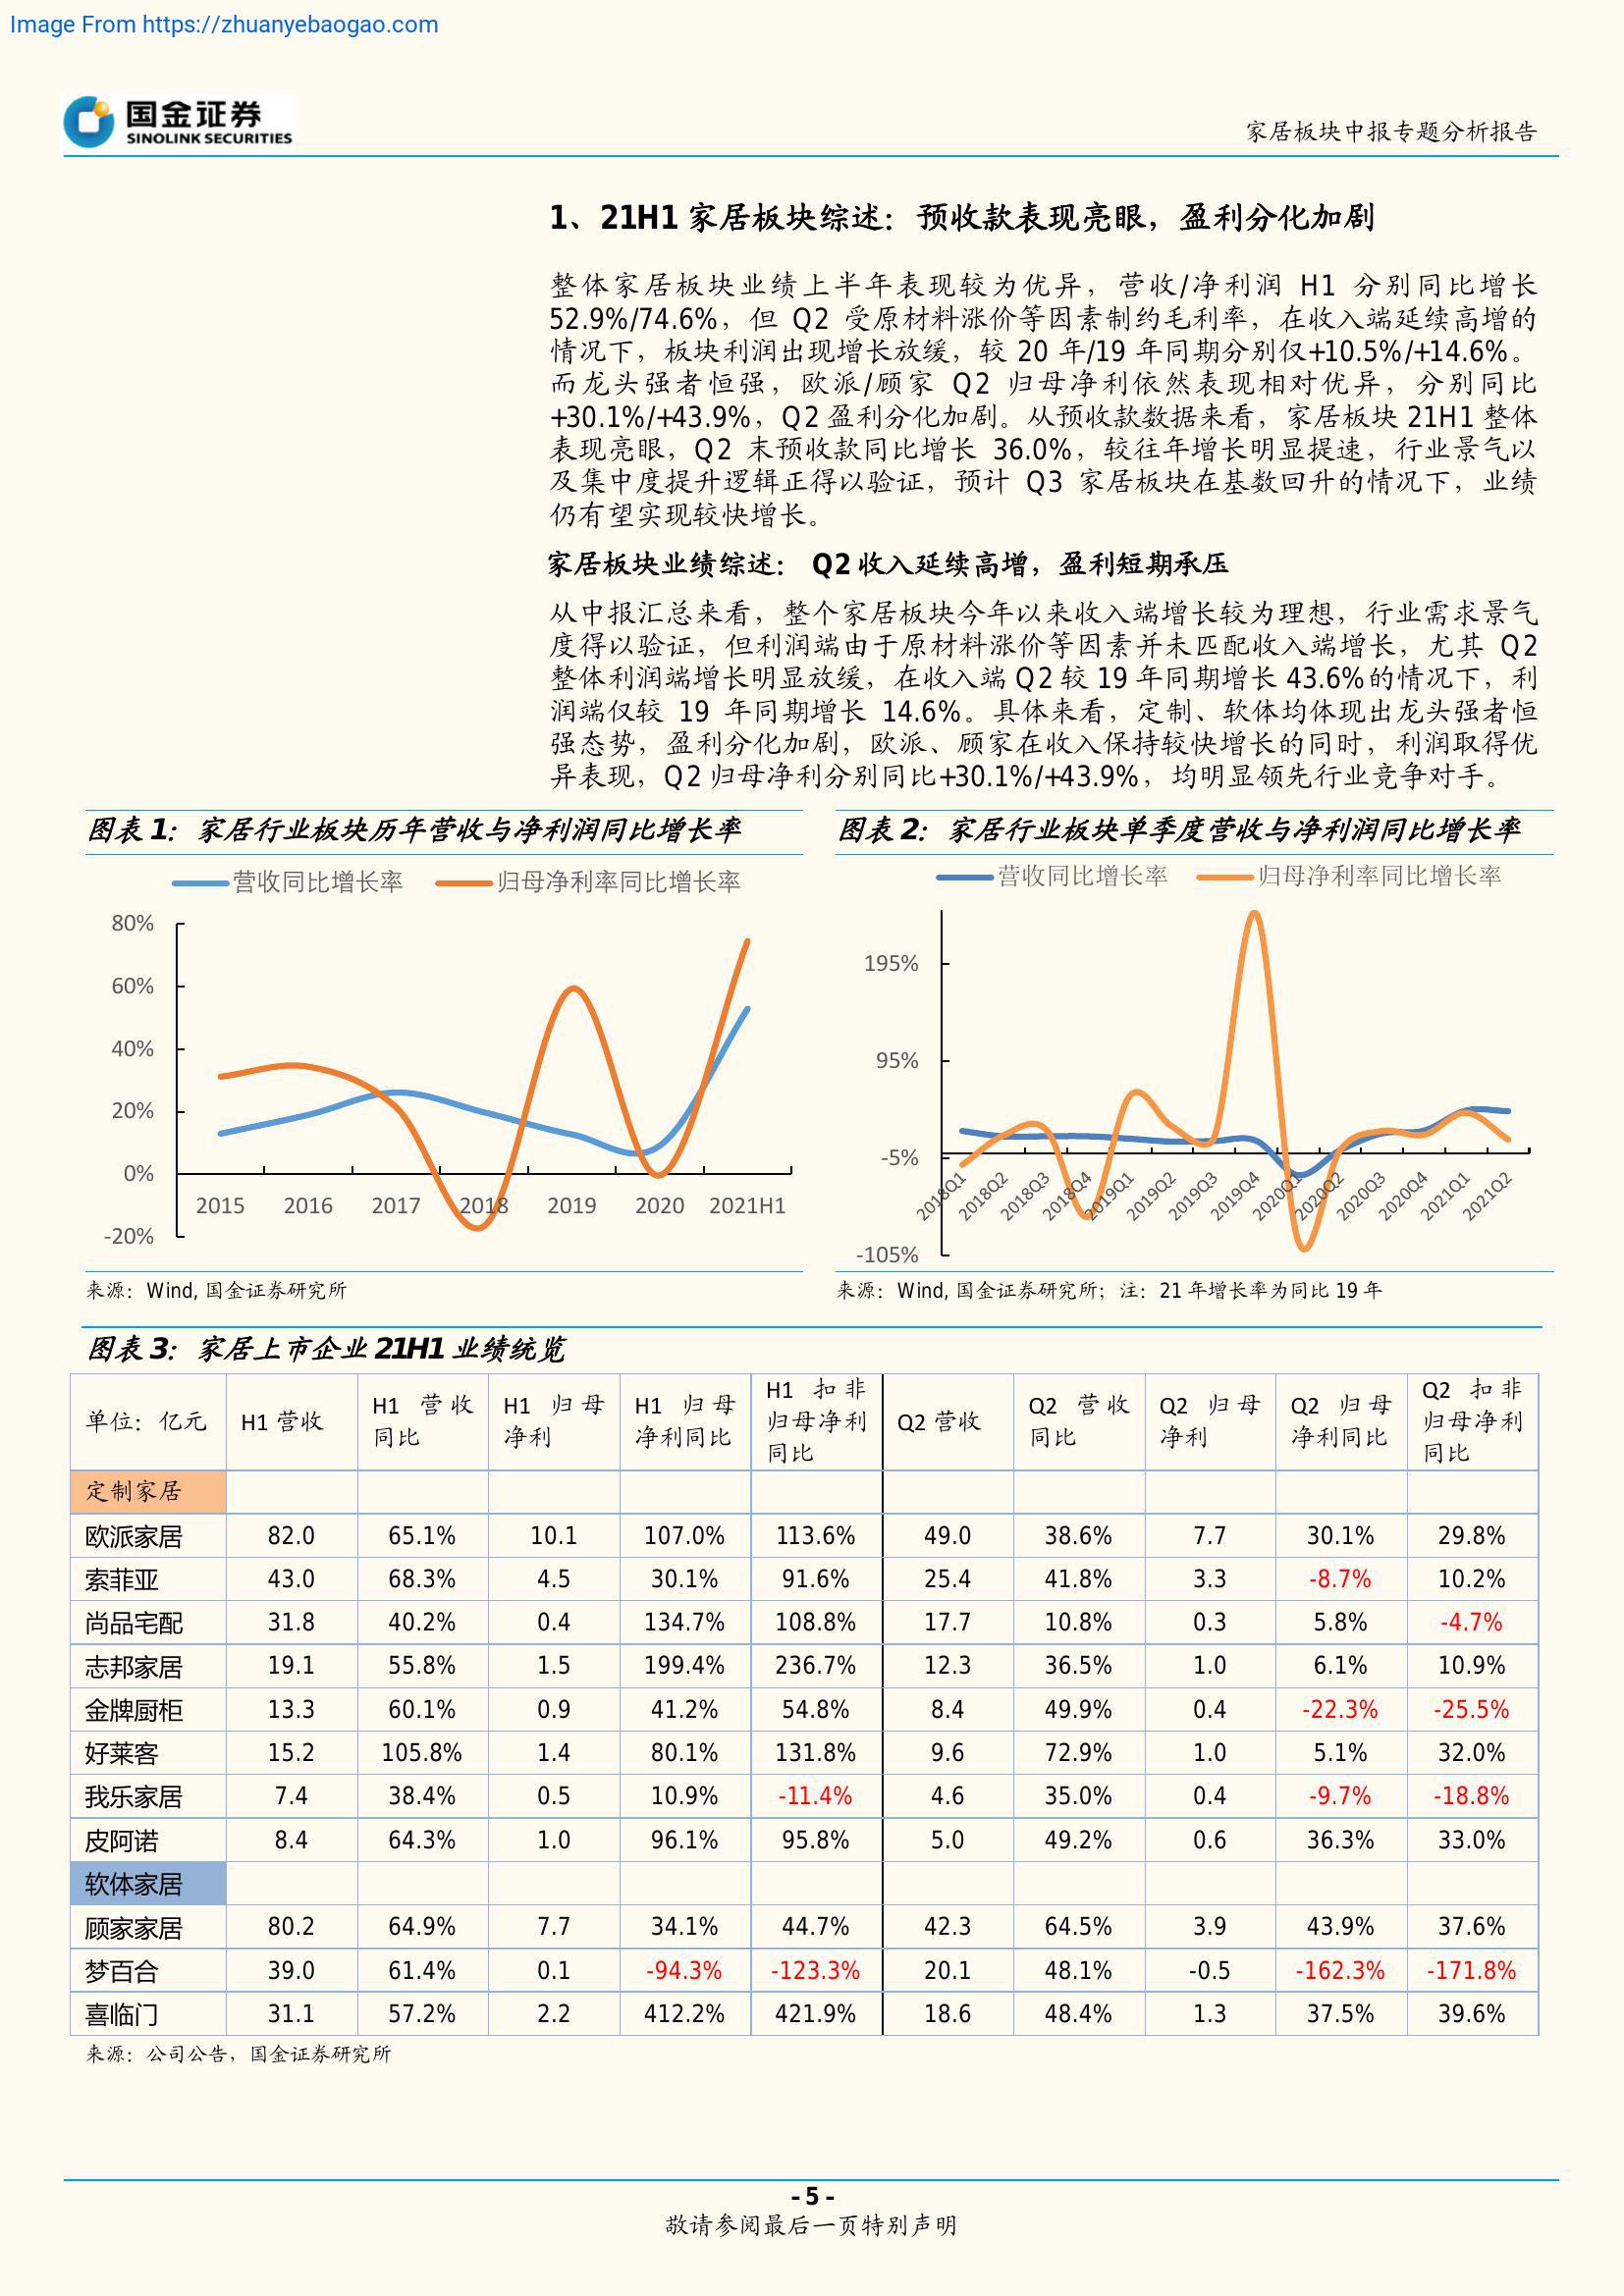 Image From https://zhuanyebaogao.com
国金证券
SINOLINK SECURITIES
家居板块中报专题分析报告
1、21H1 家居板块综述：预收款表现亮眼，盈利分化加剧
整体家居板块业绩上半年表现较为优异，营收/净利润 H1 分别同比增长
52.9%/74.6%，但 Q2 受原材料涨价等因素制约毛利率，在收入端延续高增的
情况下，板块利润出现增长放缓，较 20 年/19 年同期分别仅+10.5%/+14.6%。
而龙头强者恒强，欧派/顾家 Q2 归母净利依然表现相对优异，分别同比
+30.1%/+43.9%，Q2 盈利分化加剧。从预收款数据来看，家居板块 21H1 整体
表现亮眼，Q2 末预收款同比增长 36.0%，较往年增长明显提速，行业景气以
及集中度提升逻辑正得以验证，预计 Q3 家居板块在基数回升的情况下，业绩
仍有望实现较快增长。
家居板块业绩综述： Q2 收入延续高增，盈利短期承压
从中报汇总来看，整个家居板块今年以来收入端增长较为理想，行业需求景气
度得以验证，但利润端由于原材料涨价等因素并未匹配收入端增长，尤其 Q2
整体利润端增长明显放缓，在收入端 Q2 较 19 年同期增长 43.6%的情况下，利
润端仅较 19 年同期增长 14.6%。具体来看，定制、软体均体现出龙头强者恒
强态势，盈利分化加剧，欧派、顾家在收入保持较快增长的同时，利润取得优
异表现，Q2 归母净利分别同比+30.1%/+43.9%，均明显领先行业竞争对手。
图表 1：家居行业板块历年营收与净利润同比增长率
营收同比增长率 归母净利率同比增长率
80%
60%
40%
20%
0%
-20%
2015 2016 2017 2018 2019 2020 2021H1
来源：Wind, 国金证券研究所
图表 2：家居行业板块单季度营收与净利润同比增长率
营收同比增长率 归母净利率同比增长率
195%
95%
-5%
-105%
2018Q1 2018Q2 2018Q3 2018Q4 2019Q1 2019Q2 2019Q3 2019Q4 2020Q1 2020Q2 2020Q3 2020Q4 2021Q1 2021Q2
来源：Wind, 国金证券研究所；注：21 年增长率为同比 19 年
图表 3：家居上市企业 21H1 业绩统览
单位：亿元 H1 营收 H1 营收同比 H1 归母净利 H1 归母净利同比 H1 扣非归母净利同比 Q2 营收 Q2 营收同比 Q2 归母净利 Q2 归母净利同比 Q2 扣非归母净利同比
定制家居
欧派家居 82.0 65.1% 10.1 107.0% 113.6% 49.0 38.6% 7.7 30.1% 29.8%
索菲亚 43.0 68.3% 4.5 30.1% 91.6% 25.4 41.8% 3.3 -8.7% 10.2%
尚品宅配 31.8 40.2% 0.4 134.7% 108.8% 17.7 10.8% 0.3 5.8% -4.7%
志邦家居 19.1 55.8% 1.5 199.4% 236.7% 12.3 36.5% 1.0 6.1% 10.9%
金牌厨柜 13.3 60.1% 0.9 41.2% 54.8% 8.4 49.9% 0.4 -22.3% -25.5%
好莱客 15.2 105.8% 1.4 80.1% 131.8% 9.6 72.9% 1.0 5.1% 32.0%
我乐家居 7.4 38.4% 0.5 10.9% -11.4% 4.6 35.0% 0.4 -9.7% -18.8%
皮阿诺 8.4 64.3% 1.0 96.1% 95.8% 5.0 49.2% 0.6 36.3% 33.0%
软体家居
顾家家居 80.2 64.9% 7.7 34.1% 44.7% 42.3 64.5% 3.9 43.9% 37.6%
梦百合 39.0 61.4% 0.1 -94.3% -123.3% 20.1 48.1% -0.5 -162.3% -171.8%
喜临门 31.1 57.2% 2.2 412.2% 421.9% 18.6 48.4% 1.3 37.5% 39.6%
来源：公司公告，国金证券研究所
- 5 -
敬请参阅最后一页特别声明